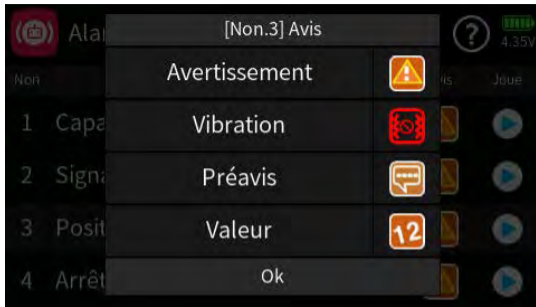 [Non.3] Avis
Alar
4.35V
Non
is
Joue
Avertissement
1 Capa
Vibration
2 Signa
Préavis
3 Posit
Valeur
12
4 Arrêt
Ok